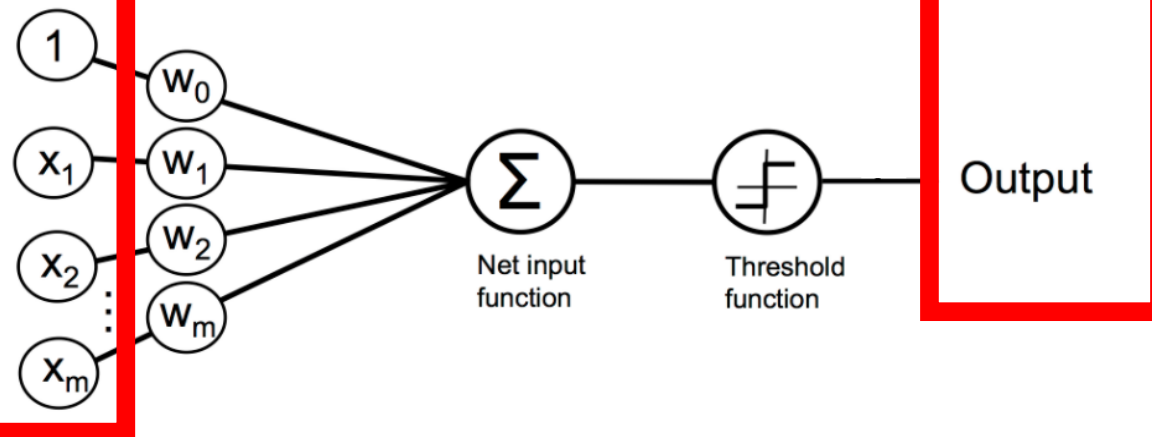 1
w₀
x₁
w₁
x₂
w₂
⋮
xₘ
wₘ
Σ
Net input
function
Threshold
function
Output